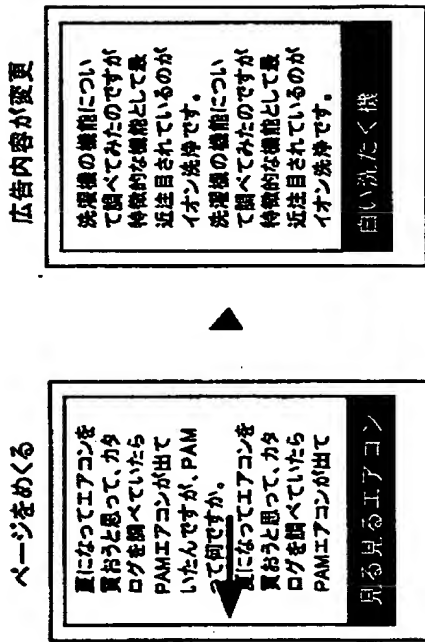 ページをめくる
夏になってエアコンを
買おうと思って、カタ
ログを調べていたら
PAMエアコンが出て
いたんですが、PAM
って何ですか。
夏になってエアコンを
買おうと思って、カタ
ログを調べていたら
PAMエアコンが出て
見る見るエアコン
広告内容が変更
洗濯機の機能につい
て調べてみたのですが
特徴的な機能として最
近注目されているのが
イオン洗浄です。
洗濯機の機能につい
て調べてみたのですが
特徴的な機能として最
近注目されているのが
イオン洗浄です。
白い洗たく機